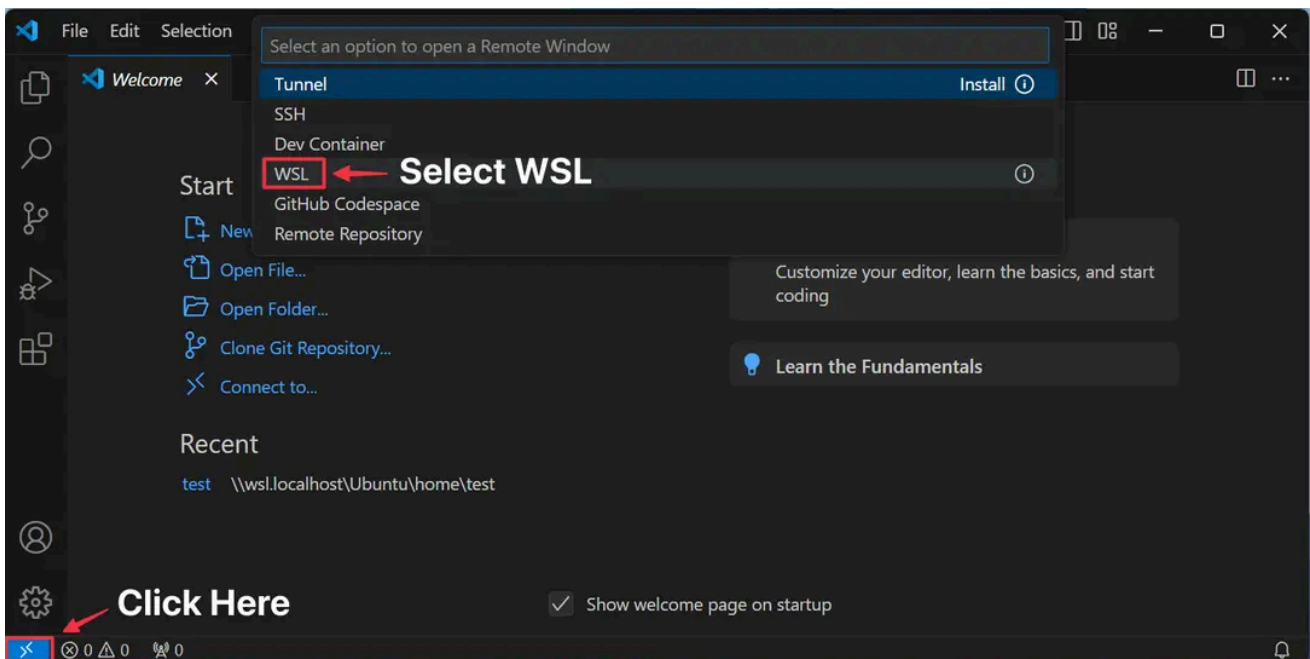 File Edit Selection
Select an option to open a Remote Window
Welcome
Tunnel Install
SSH
Dev Container
WSL Select WSL
GitHub Codespace
Remote Repository
Start
New
Open File...
Open Folder...
Clone Git Repository...
Connect to...
Customize your editor, learn the basics, and start
coding
Learn the Fundamentals
Recent
test \\wsl.localhost\Ubuntu\home\test
Click Here
Show welcome page on startup
0 0 0